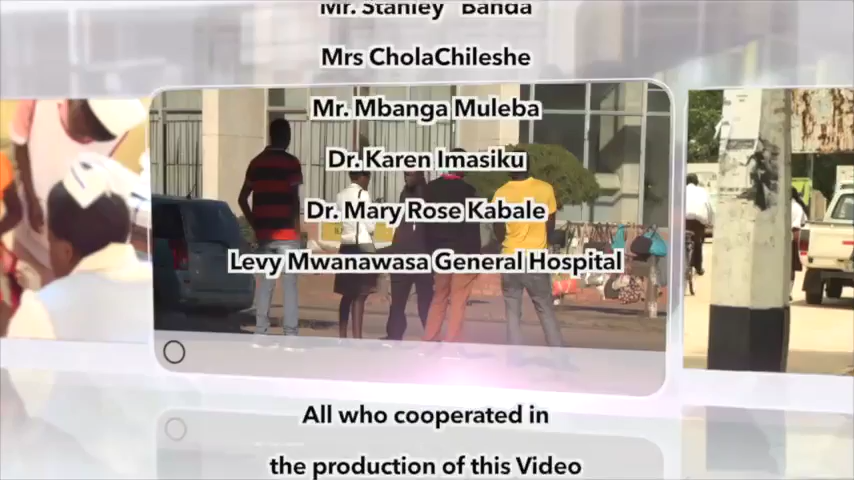 Mr. Stanley Banda
Mrs CholaChileshe
Mr. Mbanga Muleba
Dr. Karen Imasiku
Dr. Mary Rose Kabale
Levy Mwanawasa General Hospital
All who cooperated in
the production of this Video